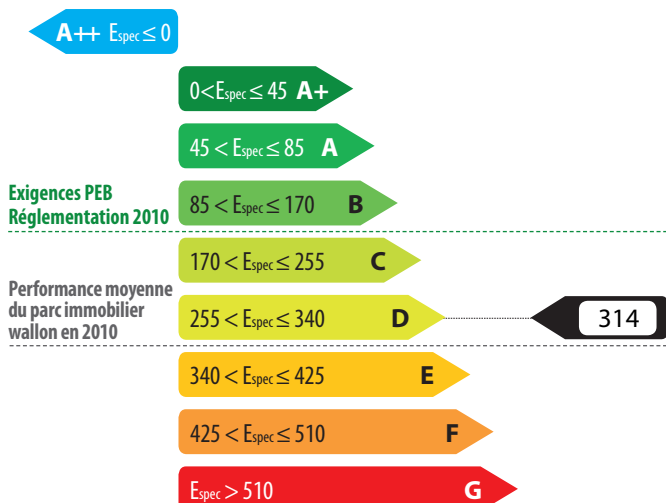 A++ Espec ≤ 0
0<Espec ≤ 45 A+
45 < Espec ≤ 85 A
Exigences PEB
Réglementation 2010
85 < Espec ≤ 170 B
170 < Espec ≤ 255 C
Performance moyenne
du parc immobilier
wallon en 2010
255 < Espec ≤ 340 D
314
340 < Espec ≤ 425 E
425 < Espec ≤ 510 F
Espec > 510 G